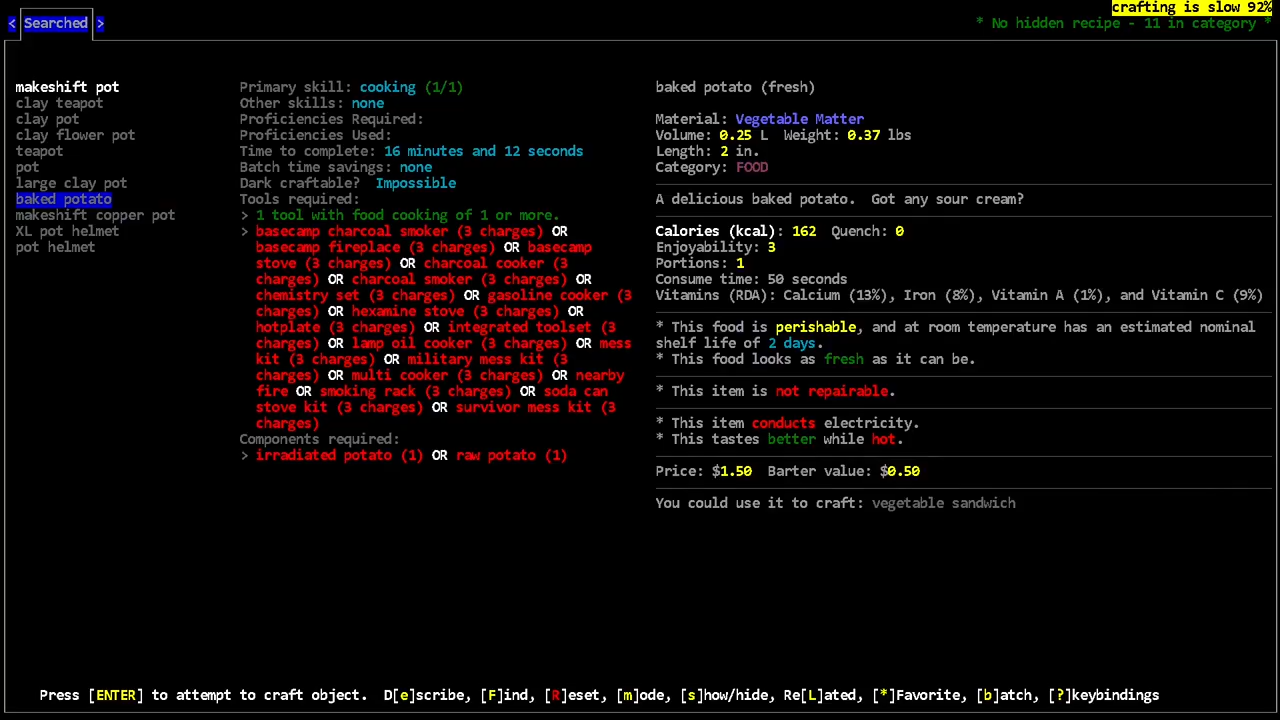 crafting is slow 92%
< Searched >
* No hidden recipe - 11 in category *
makeshift pot
clay teapot
clay pot
clay flower pot
teapot
pot
large clay pot
baked potato
makeshift copper pot
XL pot helmet
pot helmet
Primary skill: cooking (1/1)
Other skills: none
Proficiencies Required:
Proficiencies Used:
Time to complete: 16 minutes and 12 seconds
Batch time savings: none
Dark craftable? Impossible
Tools required:
> 1 tool with food cooking of 1 or more.
> basecamp charcoal smoker (3 charges) OR
basecamp fireplace (3 charges) OR basecamp
stove (3 charges) OR charcoal cooker (3
charges) OR charcoal smoker (3 charges) OR
chemistry set (3 charges) OR gasoline cooker (3
charges) OR hexamine stove (3 charges) OR
hotplate (3 charges) OR integrated toolset (3
charges) OR lamp oil cooker (3 charges) OR mess
kit (3 charges) OR military mess kit (3
charges) OR multi cooker (3 charges) OR nearby
fire OR smoking rack (3 charges) OR soda can
stove kit (3 charges) OR survivor mess kit (3
charges)
Components required:
> irradiated potato (1) OR raw potato (1)
baked potato (fresh)
Material: Vegetable Matter
Volume: 0.25 L Weight: 0.37 lbs
Length: 2 in.
Category: FOOD
A delicious baked potato. Got any sour cream?
Calories (kcal): 162 Quench: 0
Enjoyability: 3
Portions: 1
Consume time: 50 seconds
Vitamins (RDA): Calcium (13%), Iron (8%), Vitamin A (1%), and Vitamin C (9%)
* This food is perishable, and at room temperature has an estimated nominal
shelf life of 2 days.
* This food looks as fresh as it can be.
* This item is not repairable.
* This item conducts electricity.
* This tastes better while hot.
Price: $1.50 Barter value: $0.50
You could use it to craft: vegetable sandwich
Press [ENTER] to attempt to craft object. D[e]scribe, [F]ind, [R]eset, [m]ode, [s]how/hide, Re[L]ated, [*]Favorite, [b]atch, [?]keybindings